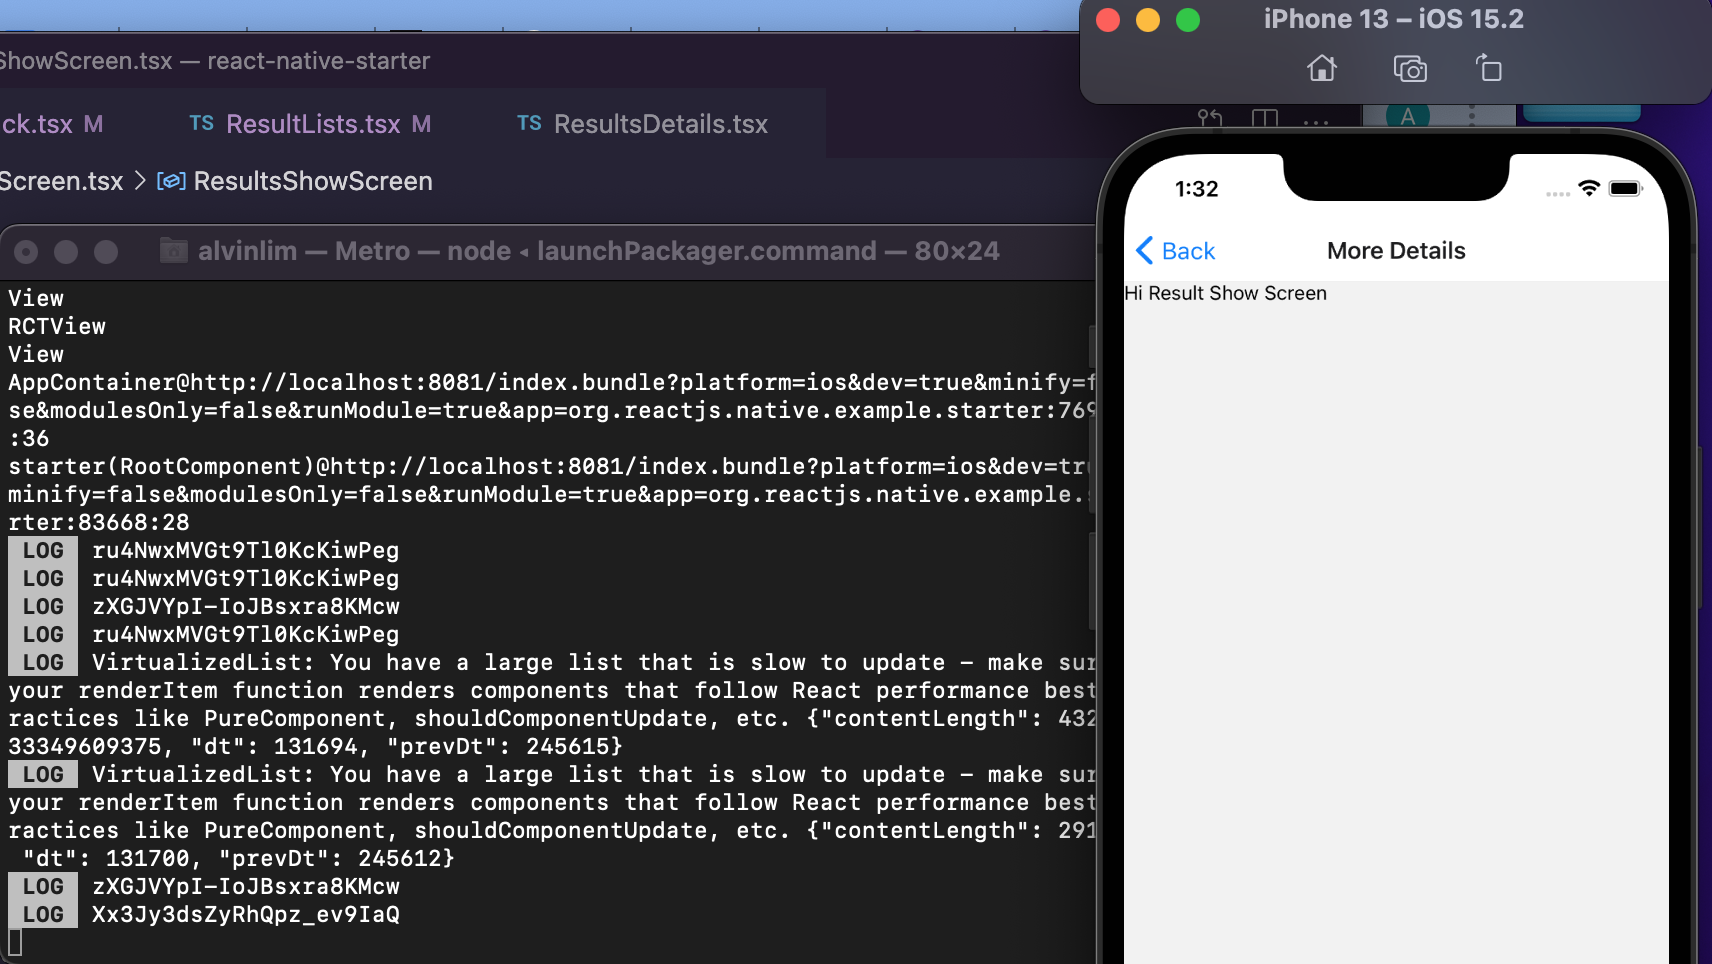 ShowScreen.tsx — react-native-starter
ck.tsx M
TS ResultLists.tsx M
TS ResultsDetails.tsx
Screen.tsx > ResultsShowScreen
alvinlim — Metro — node ◂ launchPackager.command — 80×24
View
RCTView
View
AppContainer@http://localhost:8081/index.bundle?platform=ios&dev=true&minify=f
se&modulesOnly=false&runModule=true&app=org.reactjs.native.example.starter:769
:36
starter(RootComponent)@http://localhost:8081/index.bundle?platform=ios&dev=tru
minify=false&modulesOnly=false&runModule=true&app=org.reactjs.native.example.s
rter:83668:28
LOG ru4NwxMVGt9Tl0KcKiwPeg
LOG ru4NwxMVGt9Tl0KcKiwPeg
LOG zXGJVYpI-IoJBsxra8KMcw
LOG ru4NwxMVGt9Tl0KcKiwPeg
LOG VirtualizedList: You have a large list that is slow to update - make sur
your renderItem function renders components that follow React performance best
ractices like PureComponent, shouldComponentUpdate, etc. {"contentLength": 432
33349609375, "dt": 131694, "prevDt": 245615}
LOG VirtualizedList: You have a large list that is slow to update - make sur
your renderItem function renders components that follow React performance best
ractices like PureComponent, shouldComponentUpdate, etc. {"contentLength": 291
"dt": 131700, "prevDt": 245612}
LOG zXGJVYpI-IoJBsxra8KMcw
LOG Xx3Jy3dsZyRhQpz_ev9IaQ
iPhone 13 – iOS 15.2
A
1:32
Back
More Details
Hi Result Show Screen